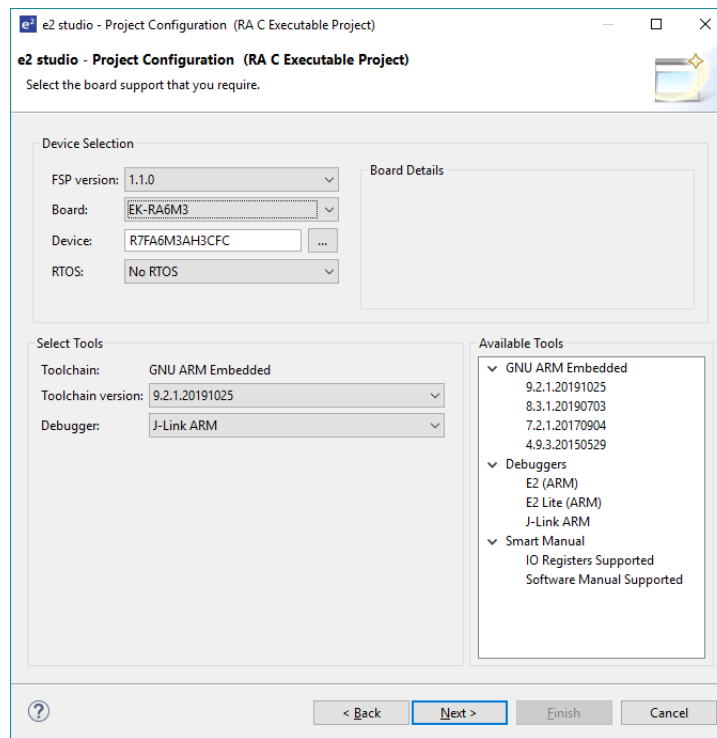 e² e2 studio - Project Configuration (RA C Executable Project)
e2 studio - Project Configuration (RA C Executable Project)
Select the board support that you require.
Device Selection
FSP version: 1.1.0
Board: EK-RA6M3
Device: R7FA6M3AH3CFC ...
RTOS: No RTOS
Board Details
Select Tools
Toolchain: GNU ARM Embedded
Toolchain version: 9.2.1.20191025
Debugger: J-Link ARM
Available Tools
GNU ARM Embedded
9.2.1.20191025
8.3.1.20190703
7.2.1.20170904
4.9.3.20150529
Debuggers
E2 (ARM)
E2 Lite (ARM)
J-Link ARM
Smart Manual
IO Registers Supported
Software Manual Supported
? < Back Next > Finish Cancel